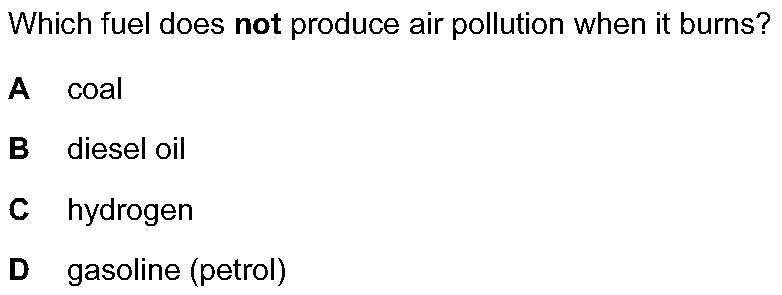 Which fuel does not produce air pollution when it burns?
A coal
B diesel oil
C hydrogen
D gasoline (petrol)